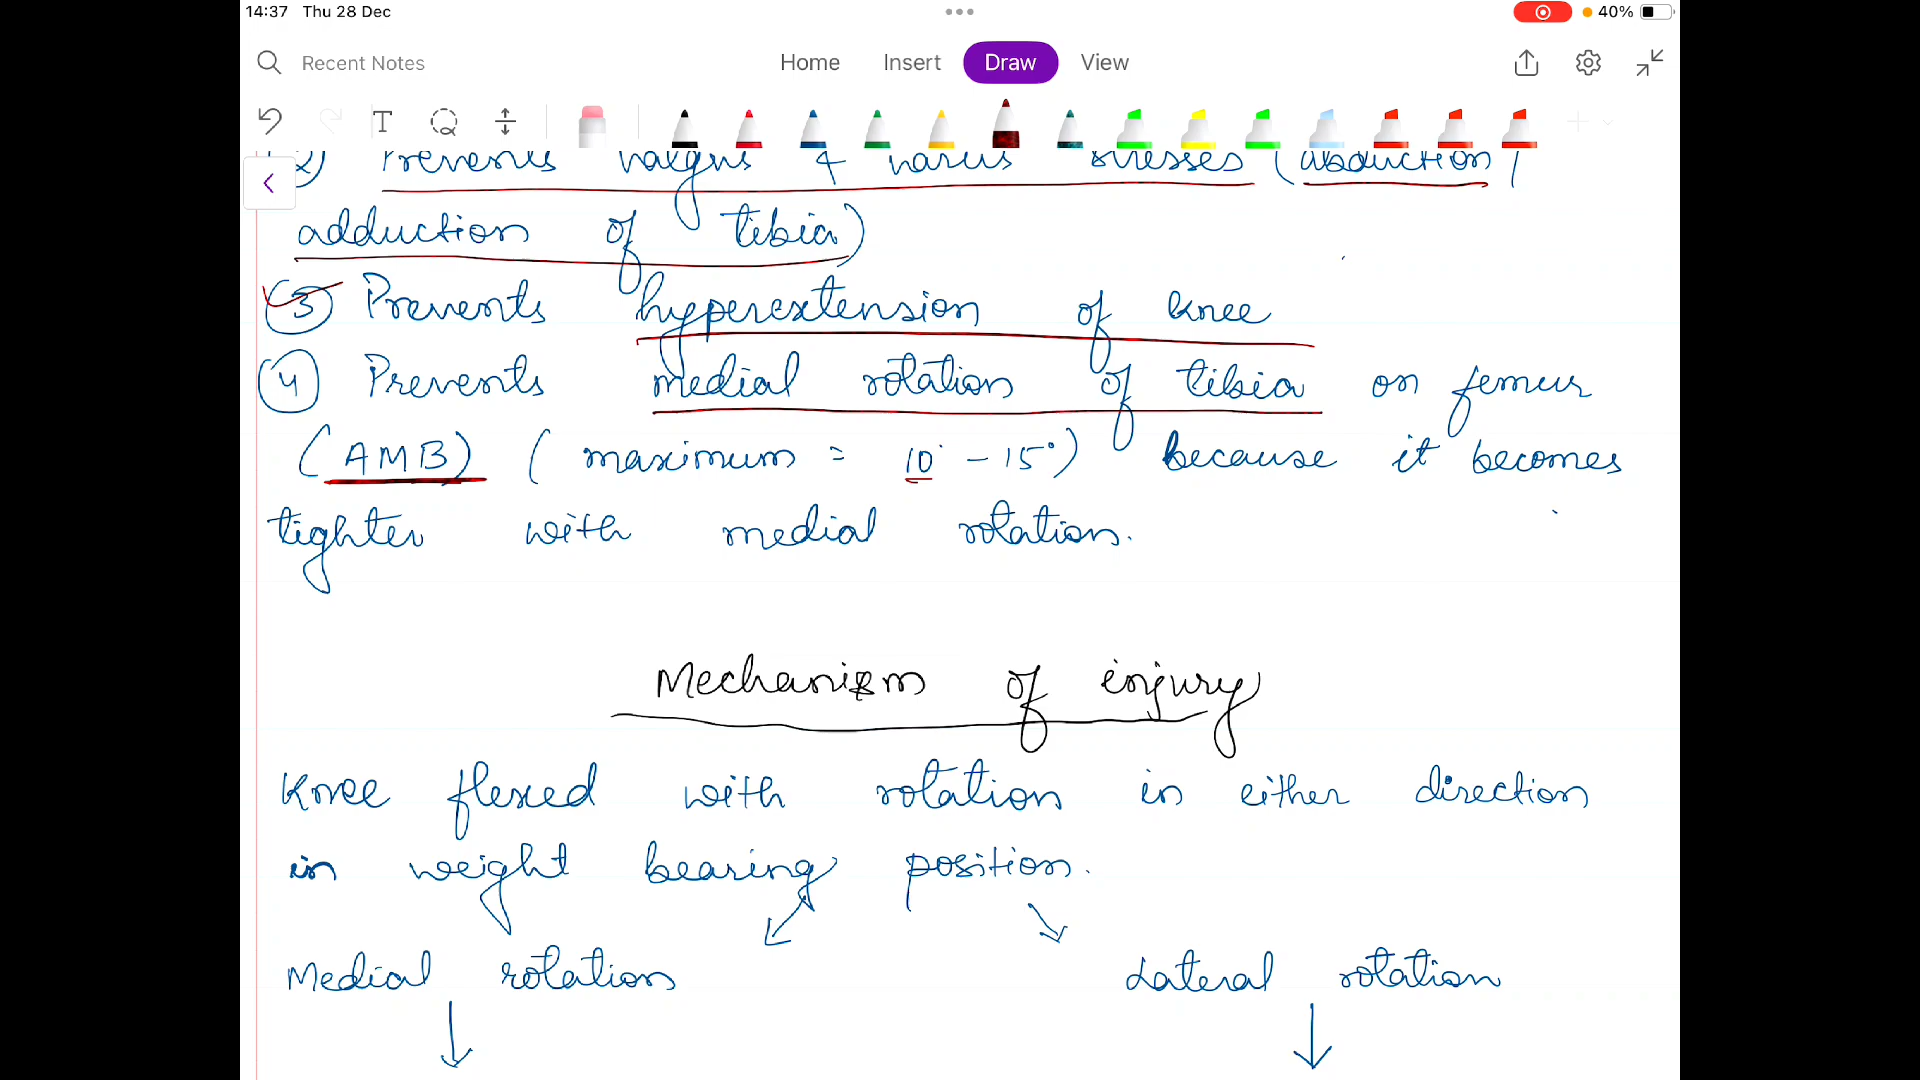 14:37 Thu 28 Dec
40%
Recent Notes
Home Insert Draw View
T
(2) Prevents valgus & varus stresses (abduction /
adduction of tibia)
(3) Prevents hyperextension of knee
(4) Prevents medial rotation of tibia on femur
(AMB) (maximum = 10° - 15°) because it becomes
tighter with medial rotation.
Mechanism of injury
Knee flexed with rotation in either direction
in weight bearing position.
Medial rotation Lateral rotation